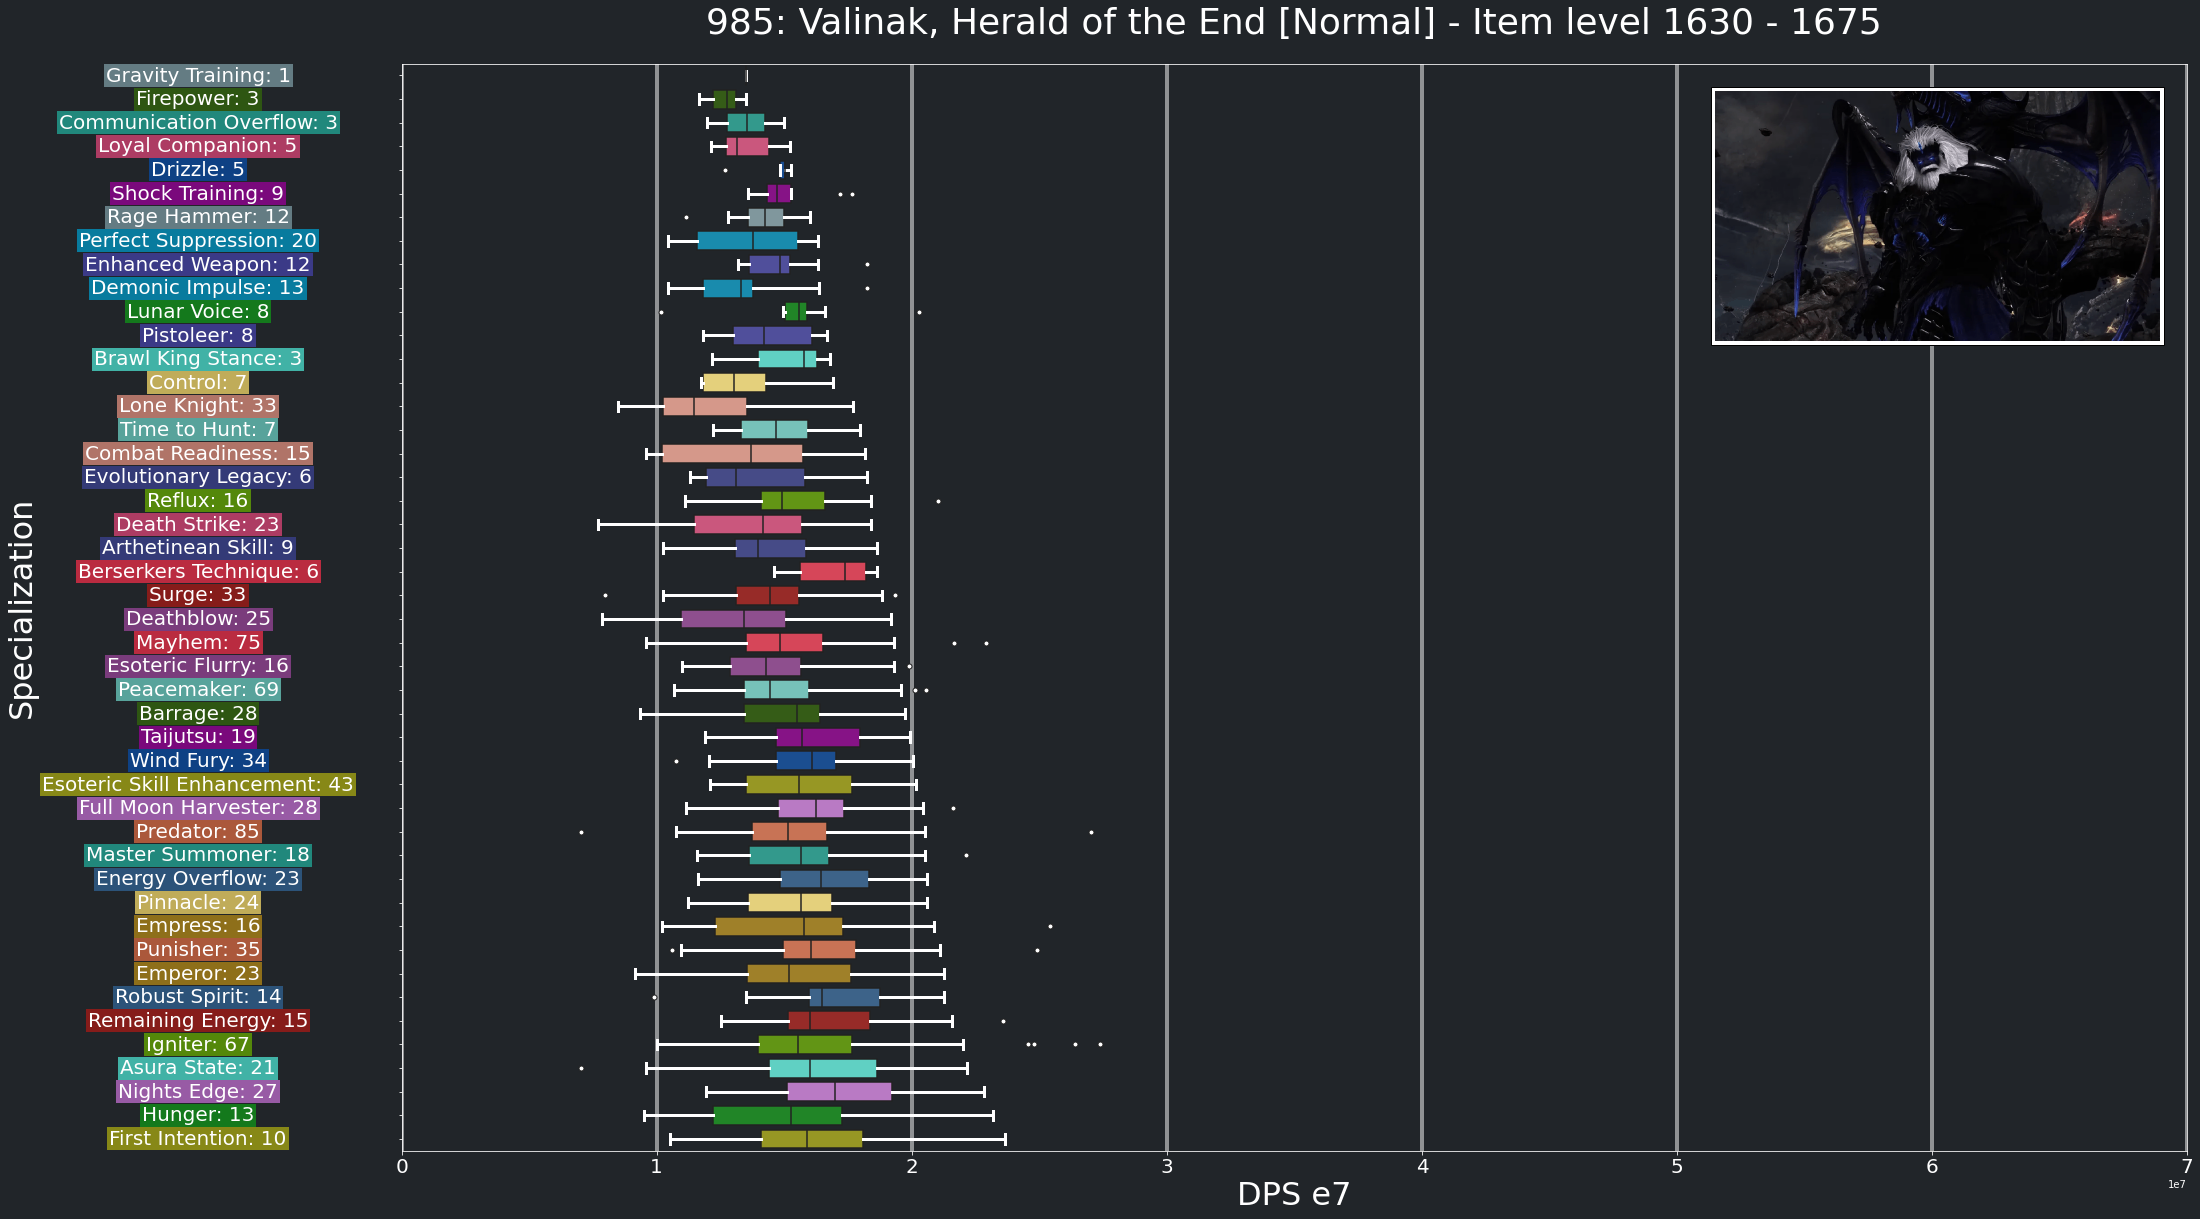 985: Valinak, Herald of the End [Normal] - Item level 1630 - 1675
Gravity Training: 1
Firepower: 3
Communication Overflow: 3
Loyal Companion: 5
Drizzle: 5
Shock Training: 9
Rage Hammer: 12
Perfect Suppression: 20
Enhanced Weapon: 12
Demonic Impulse: 13
Lunar Voice: 8
Pistoleer: 8
Brawl King Stance: 3
Control: 7
Lone Knight: 33
Time to Hunt: 7
Combat Readiness: 15
Evolutionary Legacy: 6
Reflux: 16
Death Strike: 23
Arthetinean Skill: 9
Berserkers Technique: 6
Surge: 33
Deathblow: 25
Mayhem: 75
Esoteric Flurry: 16
Peacemaker: 69
Barrage: 28
Taijutsu: 19
Wind Fury: 34
Esoteric Skill Enhancement: 43
Full Moon Harvester: 28
Predator: 85
Master Summoner: 18
Energy Overflow: 23
Pinnacle: 24
Empress: 16
Punisher: 35
Emperor: 23
Robust Spirit: 14
Remaining Energy: 15
Igniter: 67
Asura State: 21
Nights Edge: 27
Hunger: 13
First Intention: 10
Specialization
0 1 2 3 4 5 6 7
1e7
DPS e7